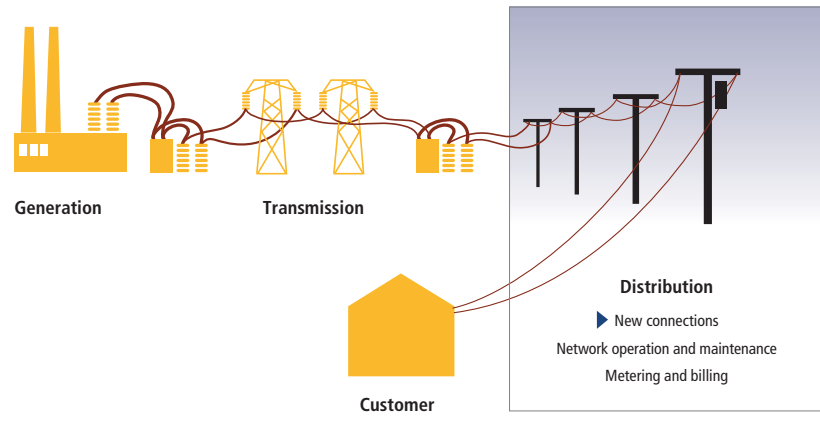 Generation
Transmission
Distribution
New connections
Network operation and maintenance
Metering and billing
Customer